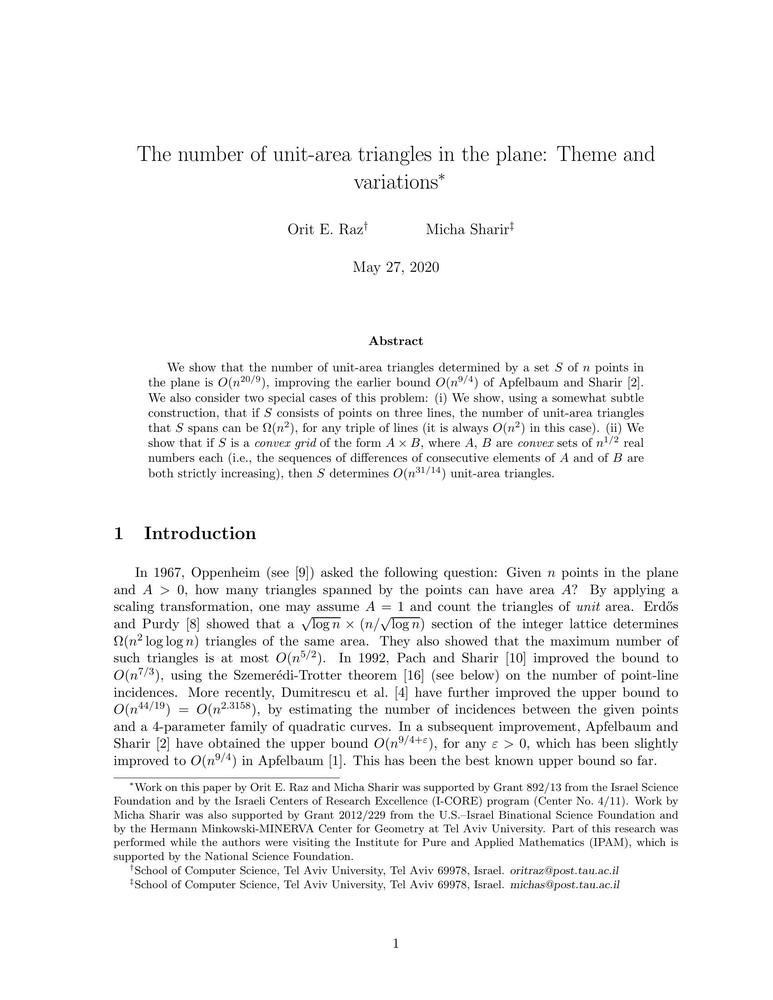 The number of unit-area triangles in the plane: Theme and
variations*
Orit E. Raz† Micha Sharir‡
May 27, 2020
Abstract
We show that the number of unit-area triangles determined by a set S of n points in
the plane is O(n^{20/9}), improving the earlier bound O(n^{9/4}) of Apfelbaum and Sharir [2].
We also consider two special cases of this problem: (i) We show, using a somewhat subtle
construction, that if S consists of points on three lines, the number of unit-area triangles
that S spans can be Ω(n²), for any triple of lines (it is always O(n²) in this case). (ii) We
show that if S is a convex grid of the form A × B, where A, B are convex sets of n^{1/2} real
numbers each (i.e., the sequences of differences of consecutive elements of A and of B are
both strictly increasing), then S determines O(n^{31/14}) unit-area triangles.
1 Introduction
In 1967, Oppenheim (see [9]) asked the following question: Given n points in the plane
and A > 0, how many triangles spanned by the points can have area A? By applying a
scaling transformation, one may assume A = 1 and count the triangles of unit area. Erdős
and Purdy [8] showed that a √log n × (n/√log n) section of the integer lattice determines
Ω(n² log log n) triangles of the same area. They also showed that the maximum number of
such triangles is at most O(n^{5/2}). In 1992, Pach and Sharir [10] improved the bound to
O(n^{7/3}), using the Szemerédi-Trotter theorem [16] (see below) on the number of point-line
incidences. More recently, Dumitrescu et al. [4] have further improved the upper bound to
O(n^{44/19}) = O(n^{2.3158}), by estimating the number of incidences between the given points
and a 4-parameter family of quadratic curves. In a subsequent improvement, Apfelbaum and
Sharir [2] have obtained the upper bound O(n^{9/4+ε}), for any ε > 0, which has been slightly
improved to O(n^{9/4}) in Apfelbaum [1]. This has been the best known upper bound so far.
*Work on this paper by Orit E. Raz and Micha Sharir was supported by Grant 892/13 from the Israel Science
Foundation and by the Israeli Centers of Research Excellence (I-CORE) program (Center No. 4/11). Work by
Micha Sharir was also supported by Grant 2012/229 from the U.S.–Israel Binational Science Foundation and
by the Hermann Minkowski-MINERVA Center for Geometry at Tel Aviv University. Part of this research was
performed while the authors were visiting the Institute for Pure and Applied Mathematics (IPAM), which is
supported by the National Science Foundation.
†School of Computer Science, Tel Aviv University, Tel Aviv 69978, Israel. oritraz@post.tau.ac.il
‡School of Computer Science, Tel Aviv University, Tel Aviv 69978, Israel. michas@post.tau.ac.il
1